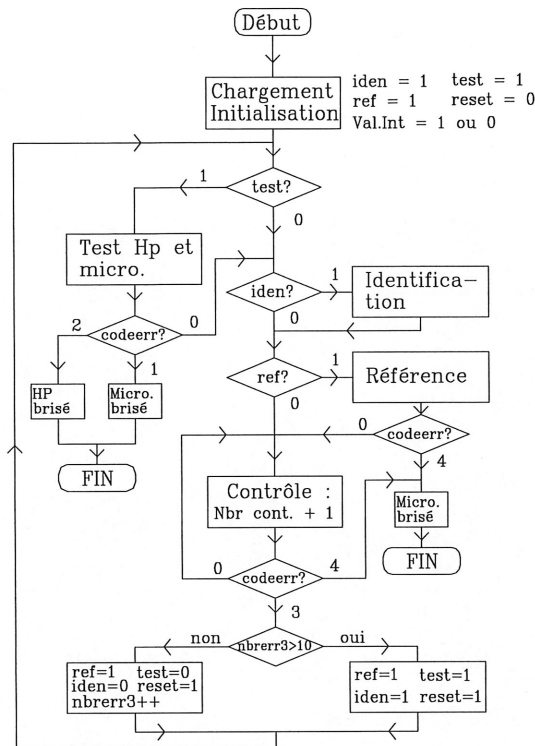 Début
Chargement
Initialisation
iden = 1 test = 1
ref = 1 reset = 0
Val.Int = 1 ou 0
test?
1
0
Test Hp et
micro.
iden?
1
Identifica-
tion
0
codeerr?
2
0
1
HP
brisé
Micro.
brisé
FIN
ref?
1
Référence
0
codeerr?
0
4
Micro.
brisé
FIN
Contrôle :
Nbr cont. + 1
codeerr?
0
4
3
nbrerr3>10
non
oui
ref=1 test=0
iden=0 reset=1
nbrerr3++
ref=1 test=1
iden=1 reset=1